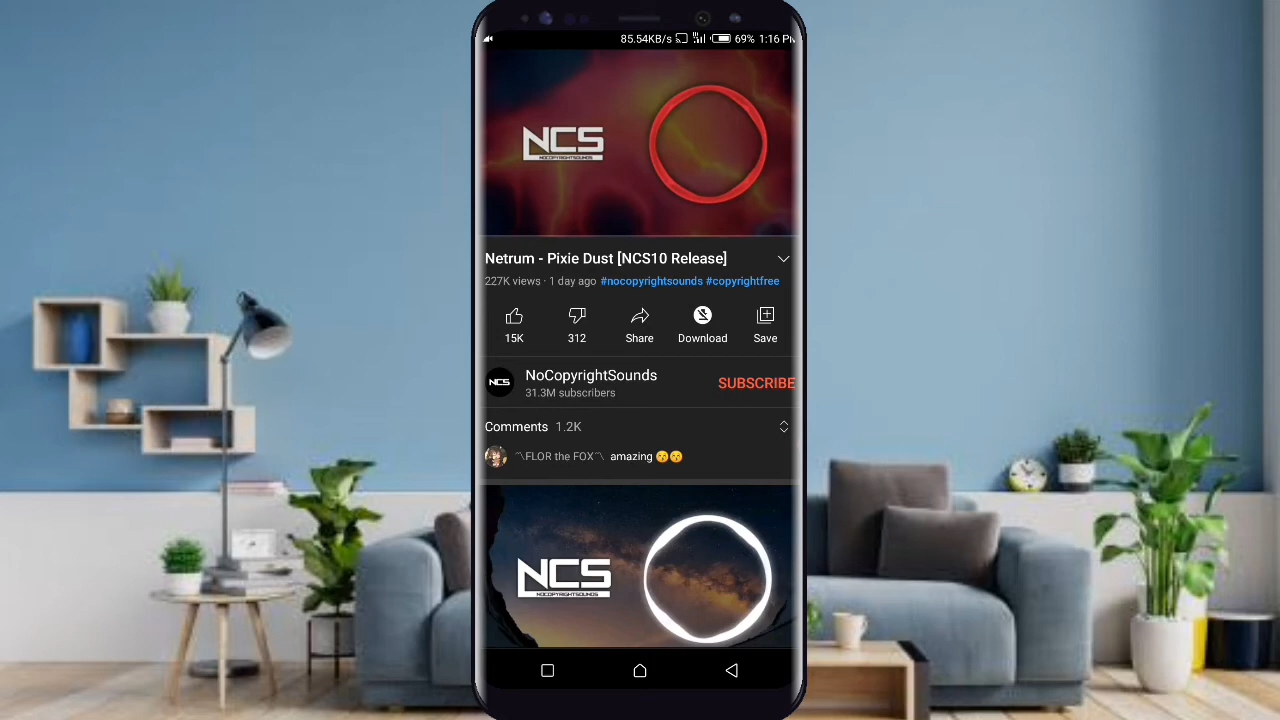 85.54KB/s 69% 1:16 P
NCS
NOCOPYRIGHTSOUNDS
Netrum - Pixie Dust [NCS10 Release]
227K views · 1 day ago #nocopyrightsounds #copyrightfree
15K 312 Share Download Save
NCS
NoCopyrightSounds
SUBSCRIBE
31.3M subscribers
Comments 1.2K
〽FLOR the FOX〽 amazing 😚😚
NCS
NOCOPYRIGHTSOUNDS